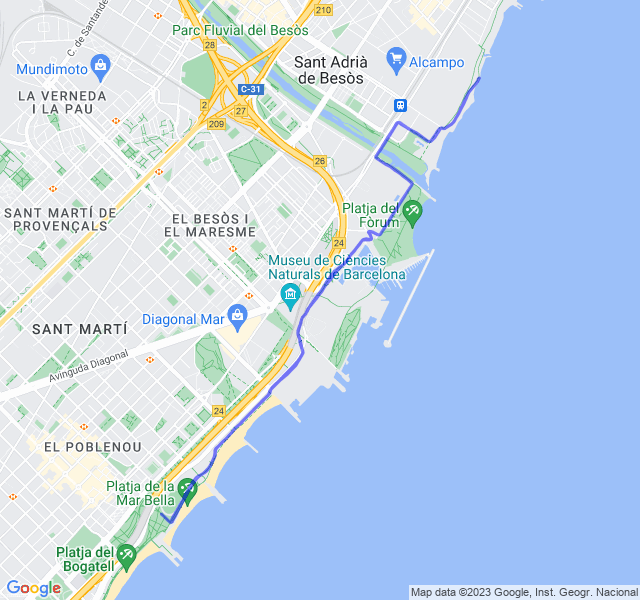 C. de Santander
210
Parc Fluvial del Besòs
28
Sant Adrià
de Besòs
Alcampo
Mundimoto
C-31
LA VERNEDA
I LA PAU
2
27
209
26
SANT MARTÍ DE
PROVENÇALS
EL BESÒS I
EL MARESME
Platja del
Fòrum
24
Museu de Ciències
Naturals de Barcelona
Diagonal Mar
SANT MARTÍ
Avinguda Diagonal
24
EL POBLENOU
Platja de la
Mar Bella
Platja del
Bogatell
Google
Map data ©2023 Google, Inst. Geogr. Nacional